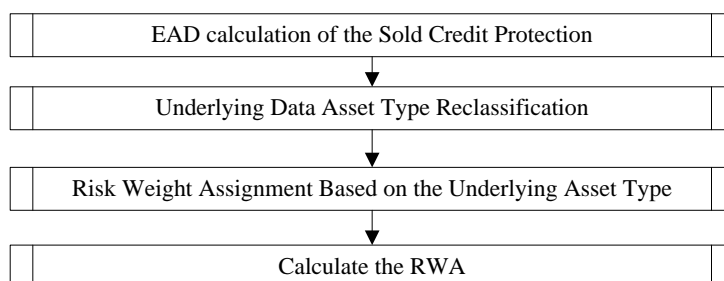 EAD calculation of the Sold Credit Protection
Underlying Data Asset Type Reclassification
Risk Weight Assignment Based on the Underlying Asset Type
Calculate the RWA